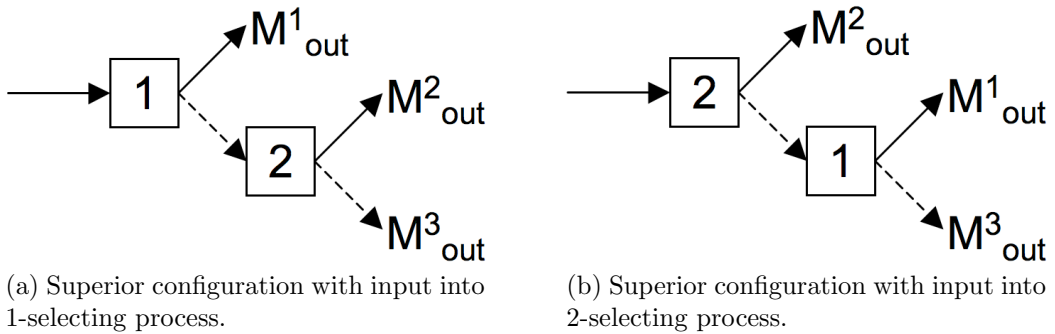 1
M¹out
2
M²out
M³out
(a) Superior configuration with input into
1-selecting process.
2
M²out
1
M¹out
M³out
(b) Superior configuration with input into
2-selecting process.